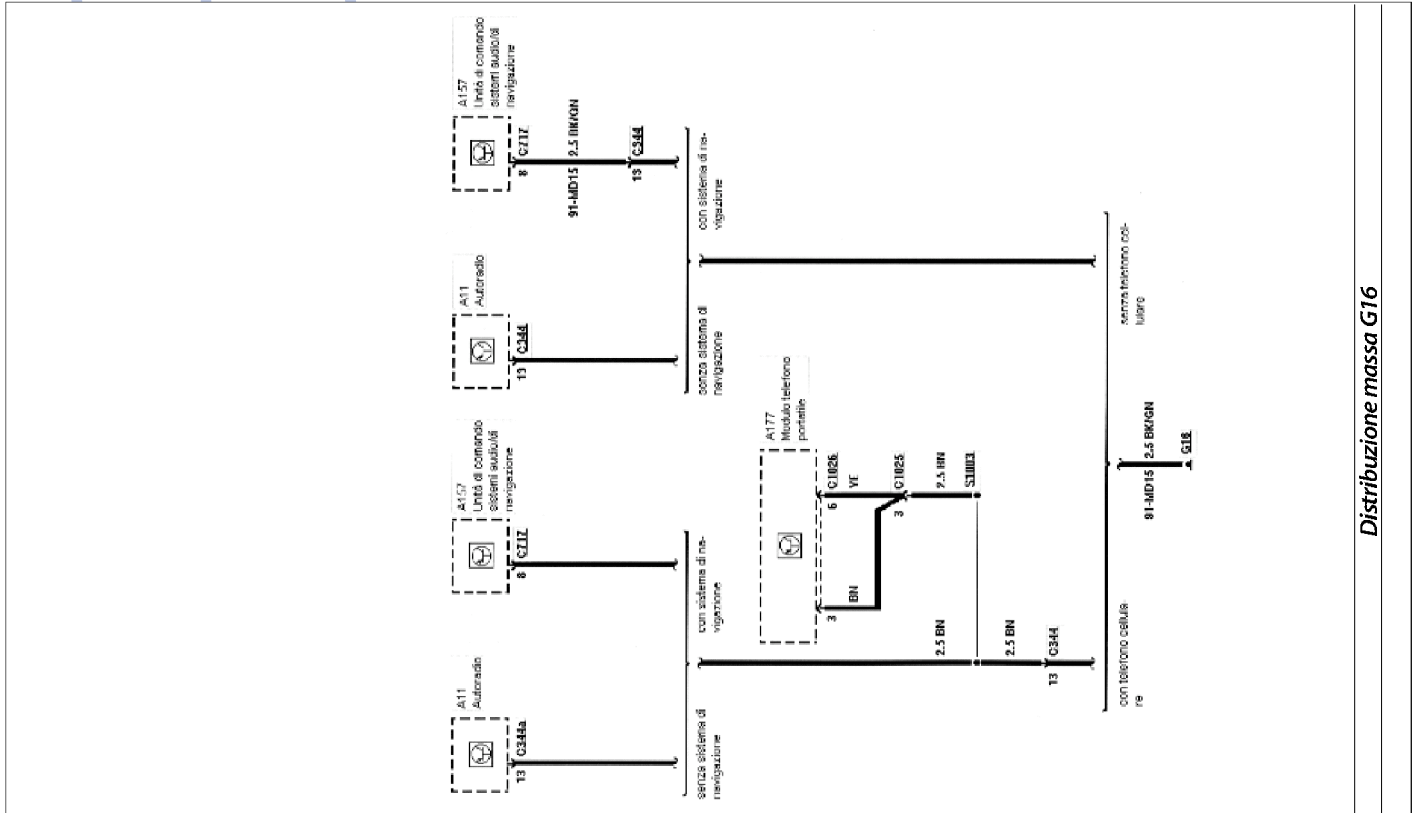 A157
Unità di comando
sistemi audio/di
navigazione
8 C717
91-MD15 2.5 BK/GN
13 C344
con sistema di na-
vigazione
A11
Autoradio
13 C344
senza sistema di
navigazione
A157
Unità di comando
sistemi audio/di
navigazione
8 C717
con sistema di na-
vigazione
A11
Autoradio
13 C344a
senza sistema di
navigazione
A177
Modulo telefono
portatile
6 C1026
YE
3 C1025
2.5 BN
S1003
3
BN
2.5 BN
2.5 BN
13 C344
senza telefono cel-
lulare
con telefono cellula-
re
91-MD15 2.5 BK/GN
G16
Distribuzione massa G16